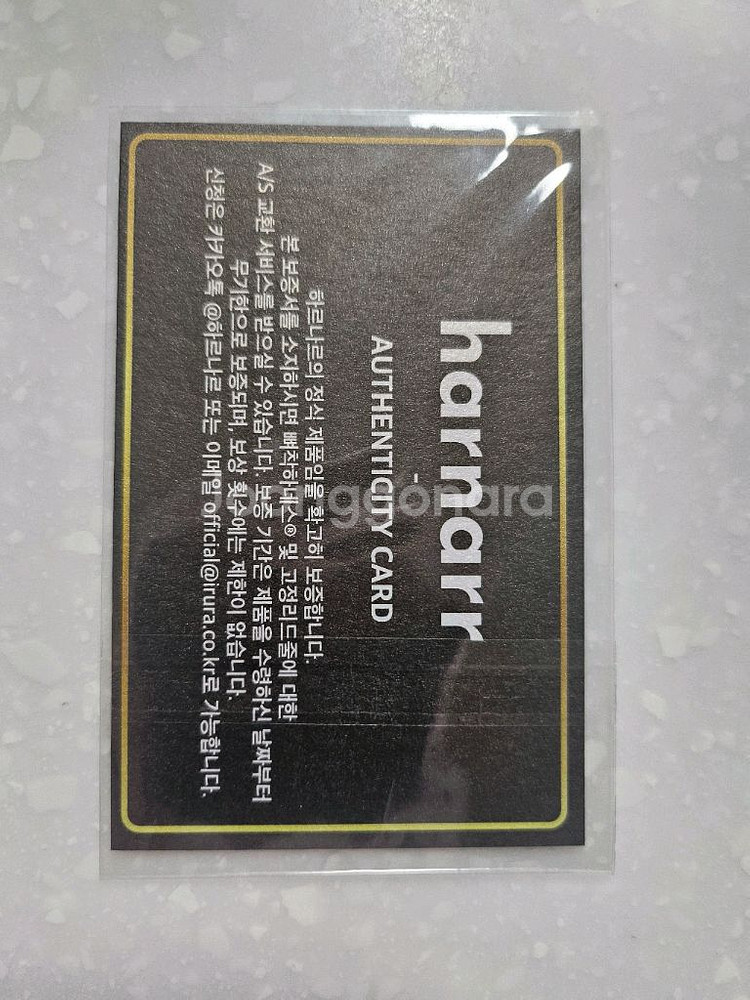 harnarr
AUTHENTICITY CARD
하르나르의 정식 제품임을 확고히 보증합니다.
본 보증서를 소지하시면 뼈착하네스® 및 고정리드줄에 대한
A/S 교환 서비스를 받으실 수 있습니다. 보증 기간은 제품을 수령하신 날짜부터
무기한으로 보증되며, 보상 횟수에는 제한이 없습니다.
신청은 카카오톡 @하르나르 또는 이메일 official@irura.co.kr로 가능합니다.
Joonggonara